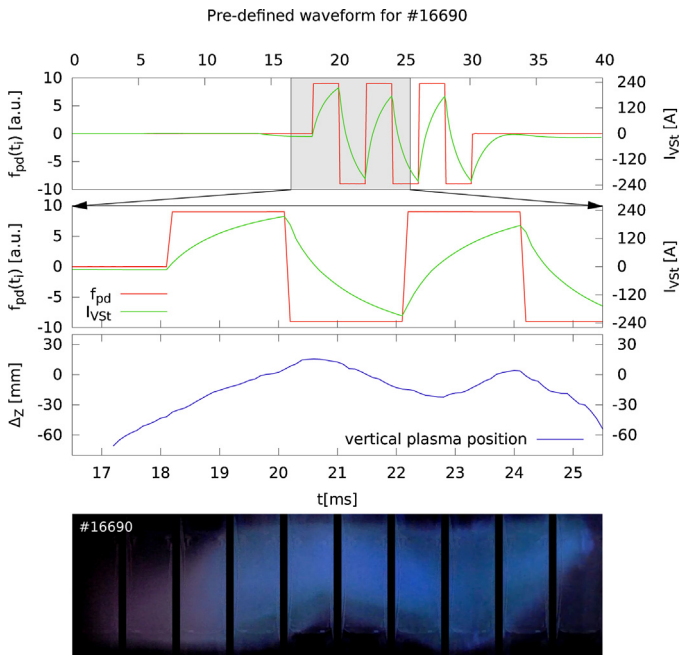 Pre-defined waveform for #16690
0 5 10 15 20 25 30 35 40
f_pd(t_i) [a.u.]
10
5
0
-5
-10
240
120
0
-120
-240
I_VSt [A]
f_pd(t_i) [a.u.]
10
5
0
-5
-10
f_pd
I_VSt
240
120
0
-120
-240
I_VSt [A]
Δ_Z [mm]
30
0
-30
-60
vertical plasma position
30
0
-30
-60
17 18 19 20 21 22 23 24 25
t[ms]
#16690